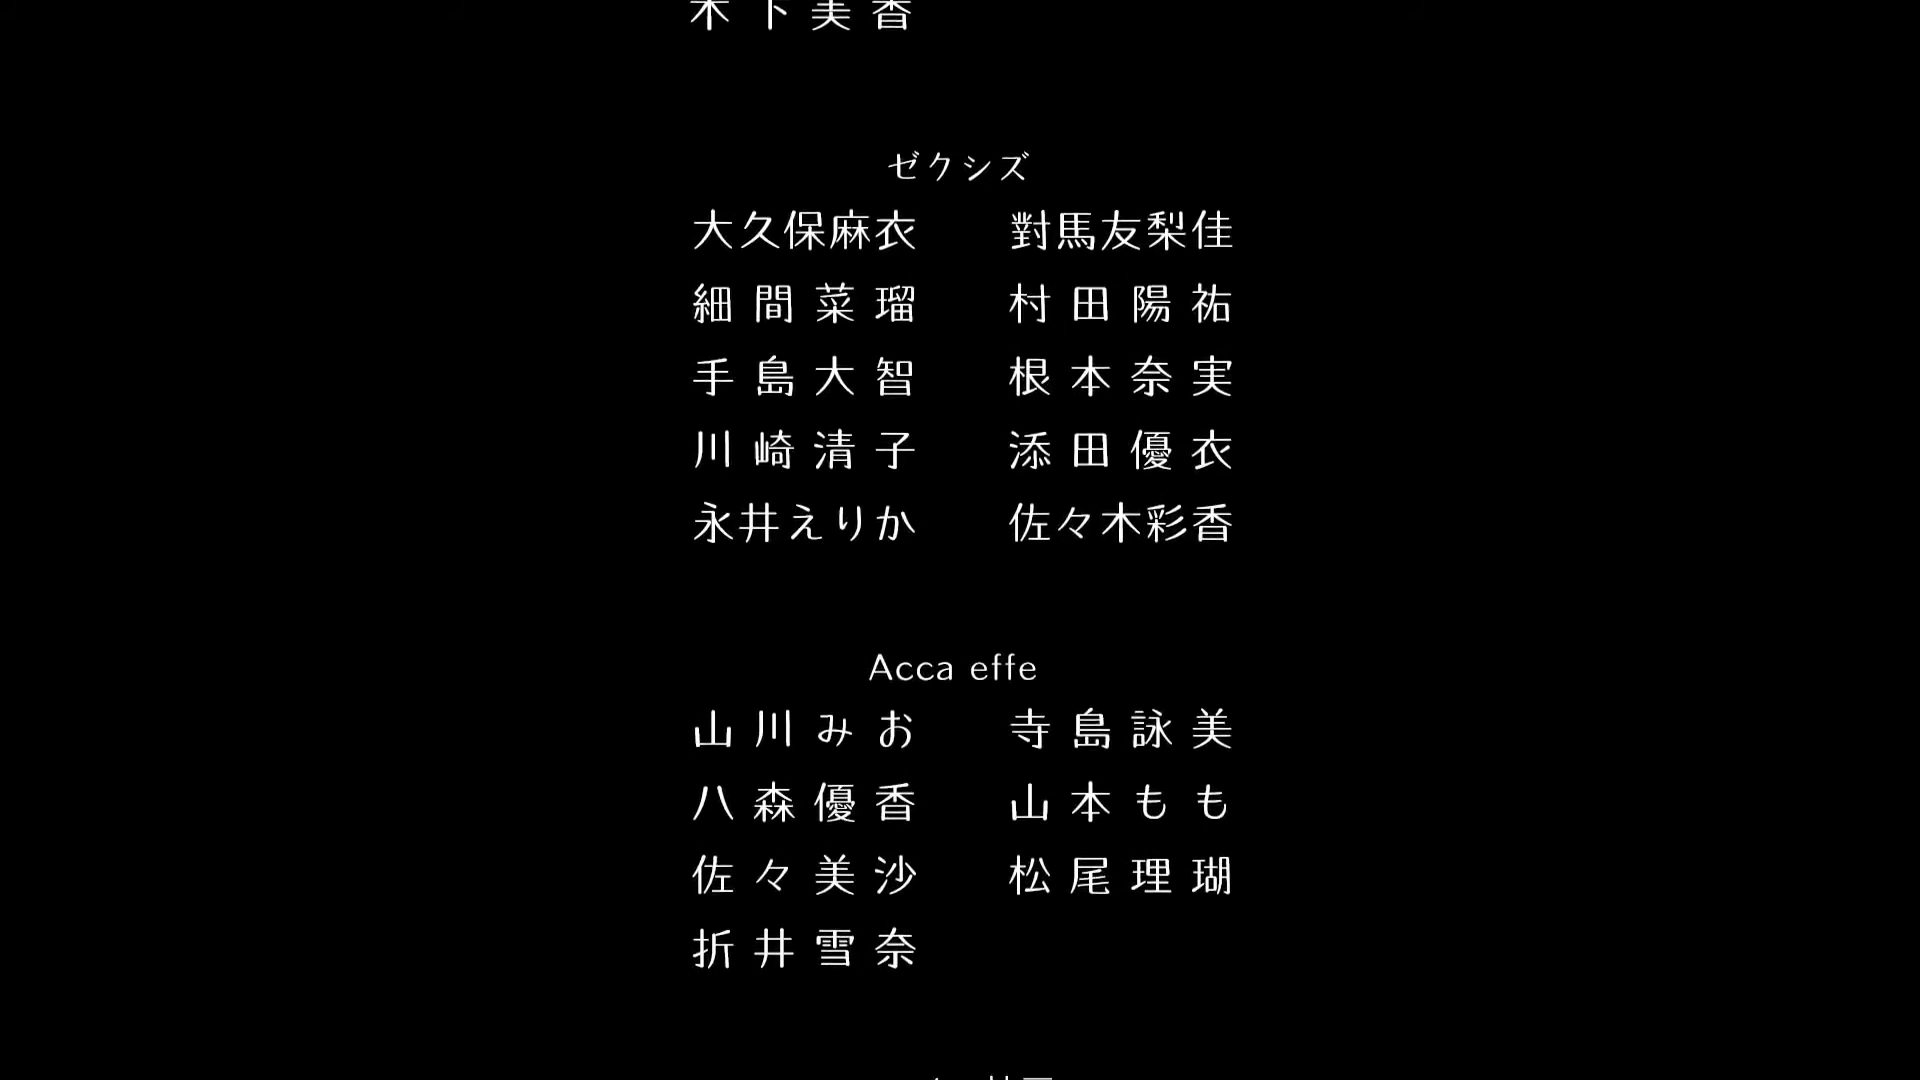 木下美香
ゼクシズ
大久保麻衣 對馬友梨佳
細間菜瑠 村田陽祐
手島大智 根本奈実
川崎清子 添田優衣
永井えりか 佐々木彩香
Acca effe
山川みお 寺島詠美
八森優香 山本もも
佐々美沙 松尾理瑚
折井雪奈